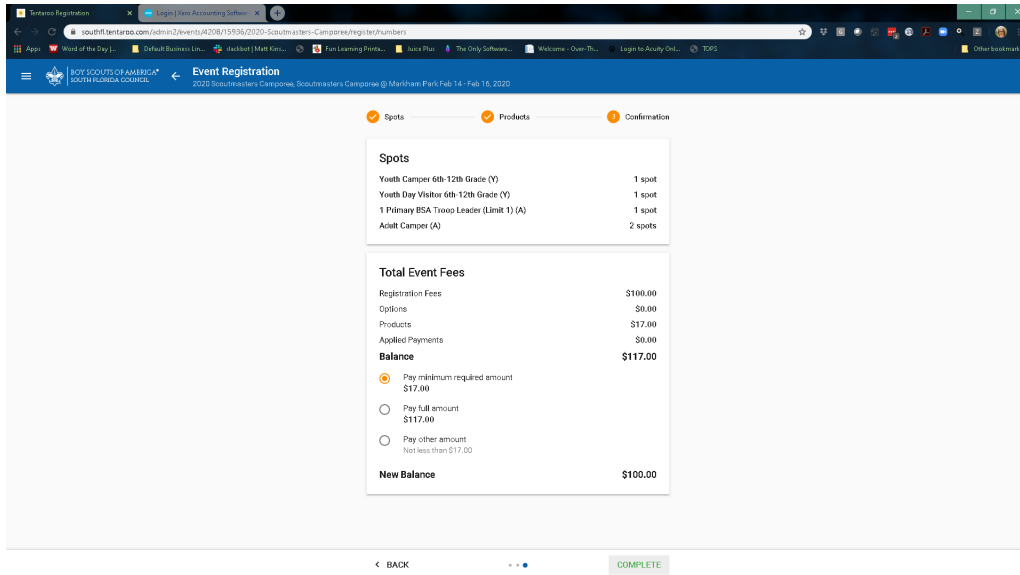 Tentaroo Registration
Login | Xero Accounting Softwar
southfl.tentaroo.com/admin2/events/4208/15936/2020-Scoutmasters-Camporee/register/numbers
Apps Word of the Day |... Default Business Lin... slackbot | Matt Kins... Fun Learning Printa... Juice Plus The Only Software... Welcome - Over-Th... Login to Acuity Onl... TOPS Other bookmark
BOY SCOUTS OF AMERICA®
SOUTH FLORIDA COUNCIL
Event Registration
2020 Scoutmasters Camporee, Scoutmasters Camporee @ Markham Park Feb 14 - Feb 16, 2020
Spots Products 3 Confirmation
Spots
Youth Camper 6th-12th Grade (Y) 1 spot
Youth Day Visitor 6th-12th Grade (Y) 1 spot
1 Primary BSA Troop Leader (Limit 1) (A) 1 spot
Adult Camper (A) 2 spots
Total Event Fees
Registration Fees $100.00
Options $0.00
Products $17.00
Applied Payments $0.00
Balance $117.00
Pay minimum required amount
$17.00
Pay full amount
$117.00
Pay other amount
Not less than $17.00
New Balance $100.00
< BACK COMPLETE